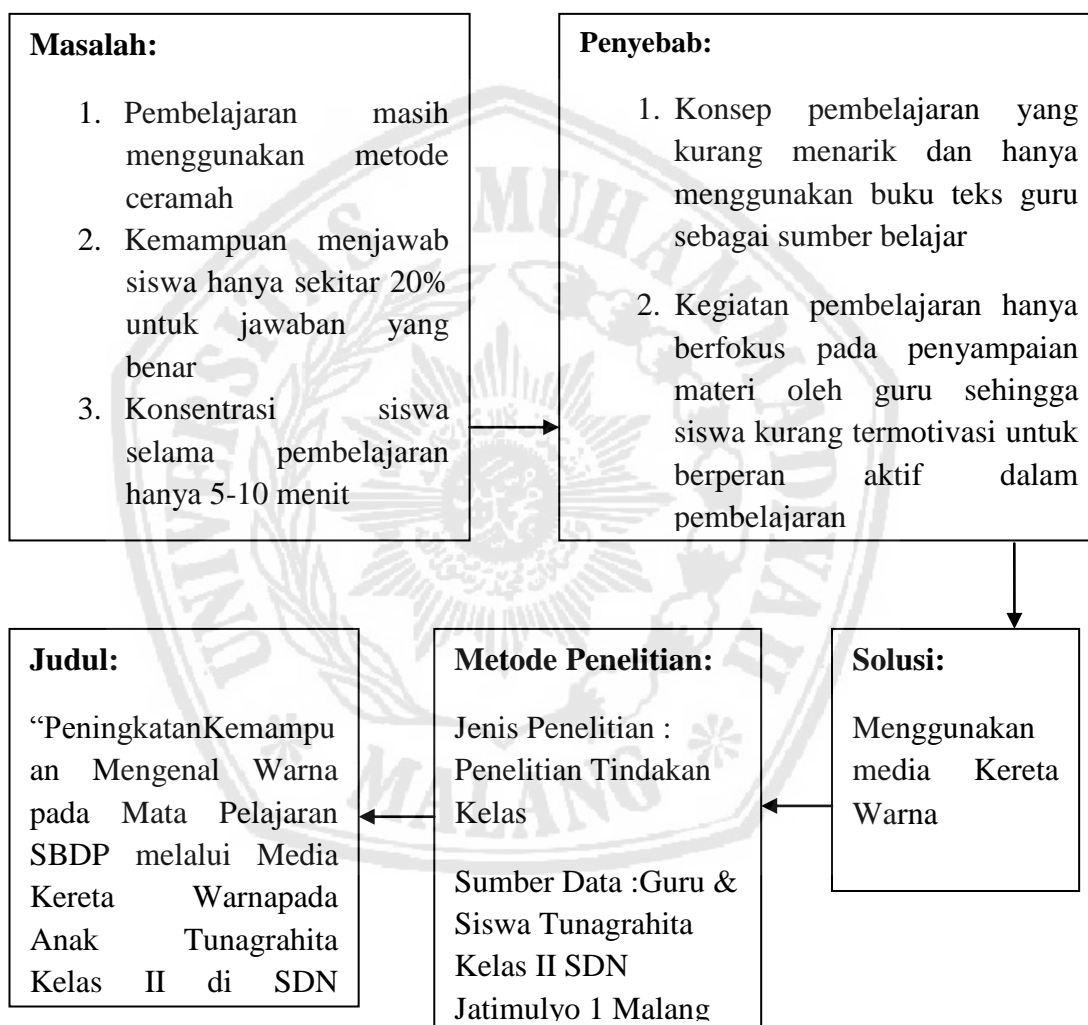 Masalah:
1. Pembelajaran masih
menggunakan metode
ceramah
2. Kemampuan menjawab
siswa hanya sekitar 20%
untuk jawaban yang
benar
3. Konsentrasi siswa
selama pembelajaran
hanya 5-10 menit
Penyebab:
1. Konsep pembelajaran yang
kurang menarik dan hanya
menggunakan buku teks guru
sebagai sumber belajar
2. Kegiatan pembelajaran hanya
berfokus pada penyampaian
materi oleh guru sehingga
siswa kurang termotivasi untuk
berperan aktif dalam
pembelajaran
Judul:
“PeningkatanKemampu
an Mengenal Warna
pada Mata Pelajaran
SBDP melalui Media
Kereta Warnapada
Anak Tunagrahita
Kelas II di SDN
Metode Penelitian:
Jenis Penelitian :
Penelitian Tindakan
Kelas
Sumber Data :Guru &
Siswa Tunagrahita
Kelas II SDN
Jatimulyo 1 Malang
Solusi:
Menggunakan
media Kereta
Warna
UNIVERSITAS MUHAMMADIYAH
MALANG